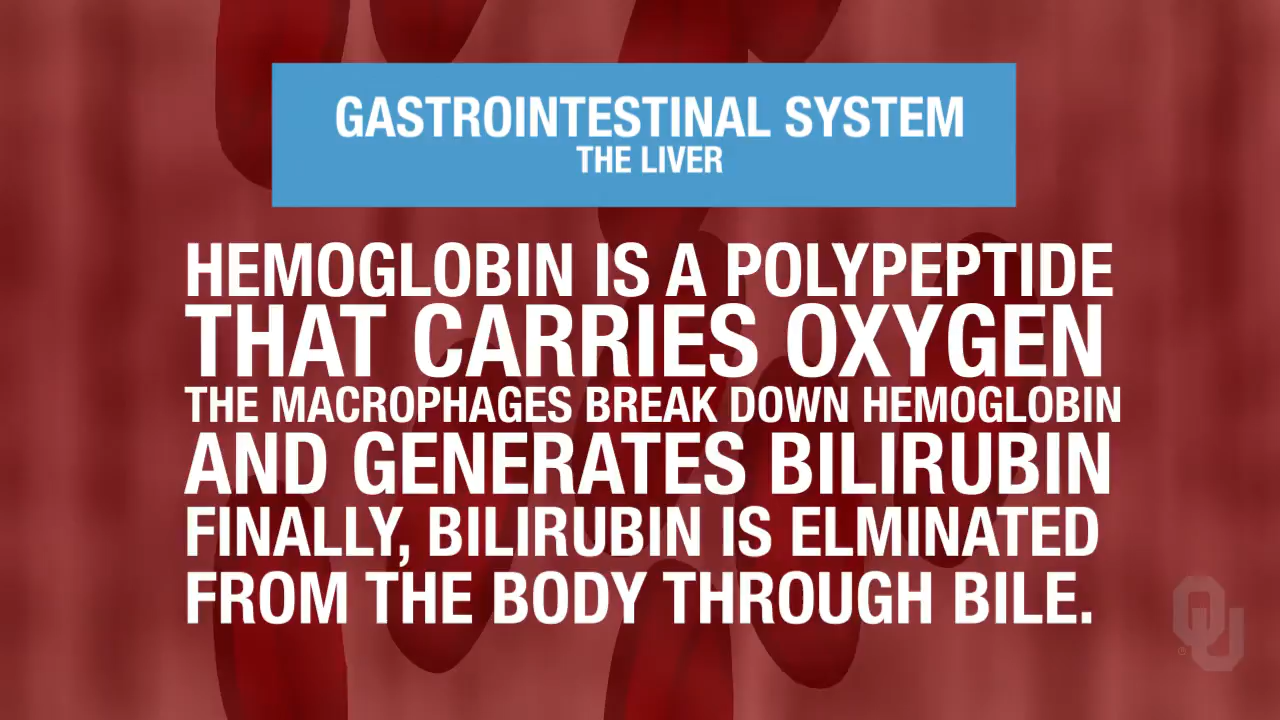 GASTROINTESTINAL SYSTEM
THE LIVER
HEMOGLOBIN IS A POLYPEPTIDE
THAT CARRIES OXYGEN
THE MACROPHAGES BREAK DOWN HEMOGLOBIN
AND GENERATES BILIRUBIN
FINALLY, BILIRUBIN IS ELMINATED
FROM THE BODY THROUGH BILE.
OU
®